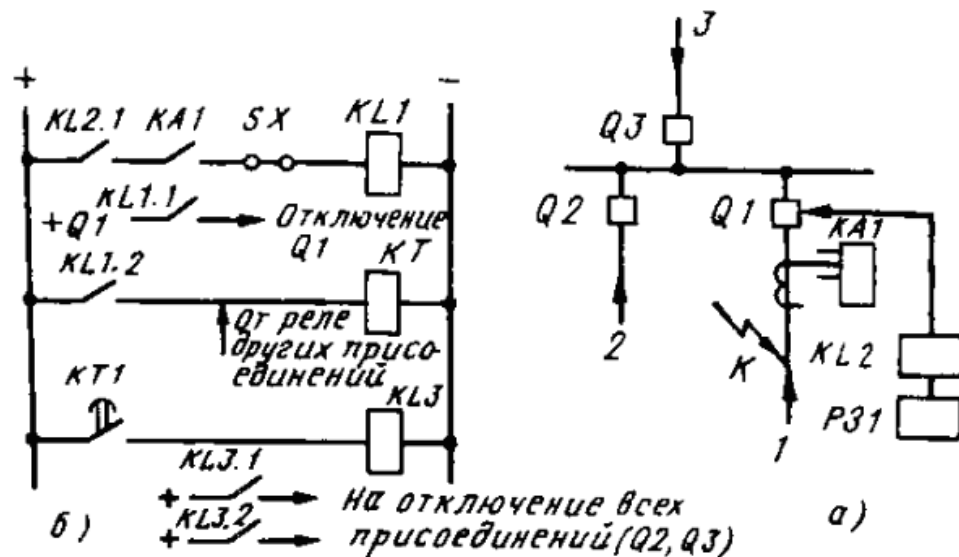 3
+
−
KL2.1 KA1 SX KL1
Q3
+Q1 KL1.1 Отключение
Q1
Q2
Q1
KA1
KL1.2
KT
От реле
других присо-
единений
2
K
KL2
KT1
KL3
РЗ1
1
+ KL3.1 На отключение всех
+ KL3.2 присоединений (Q2, Q3)
б)
а)